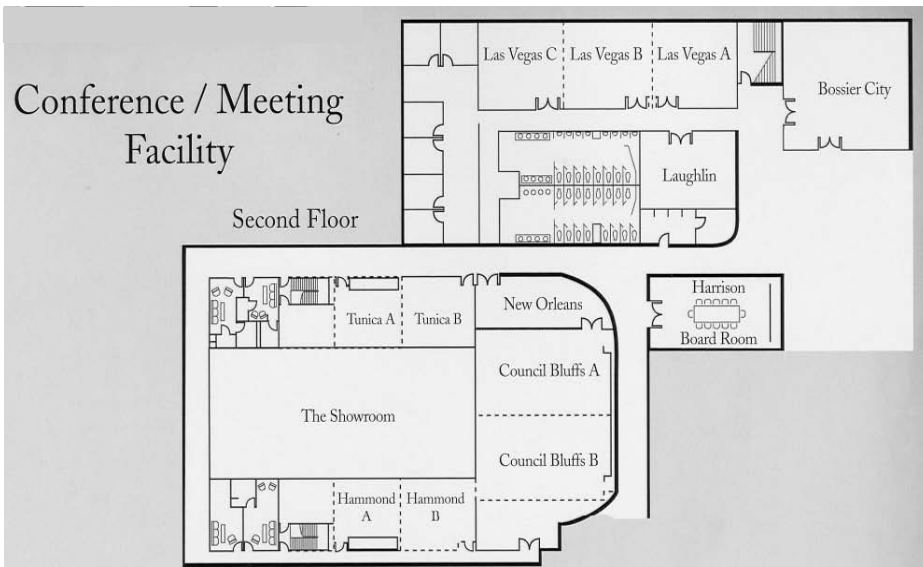 Conference / Meeting
Facility
Second Floor
Las Vegas C
Las Vegas B
Las Vegas A
Bossier City
Laughlin
Harrison
Board Room
New Orleans
Tunica A
Tunica B
Council Bluffs A
The Showroom
Council Bluffs B
Hammond
A
Hammond
B